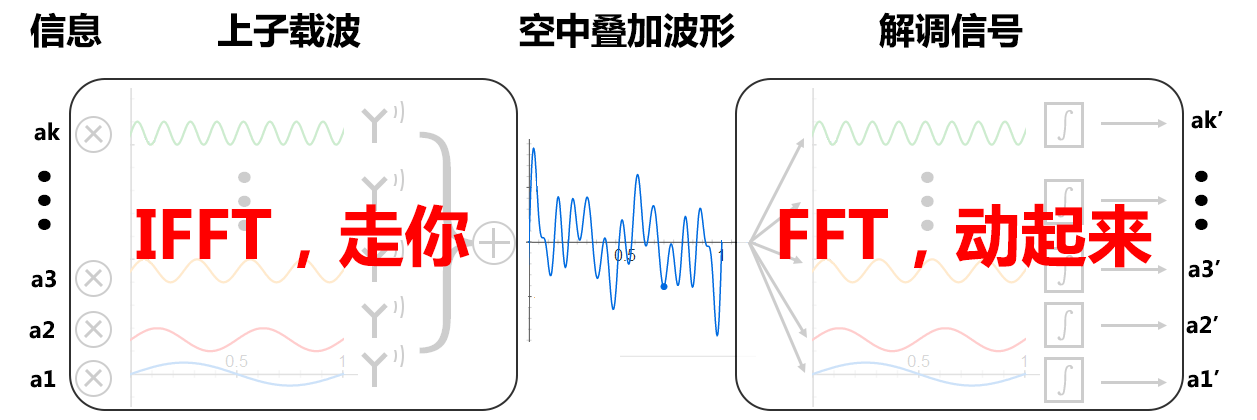 信息 上子载波 空中叠加波形 解调信号
ak ∫ ak′
IFFT，走你 FFT，动起来
0.5 1
a3 ∫ a3′
a2 ∫ a2′
0.5 1 0.5 1
a1 ∫ a1′